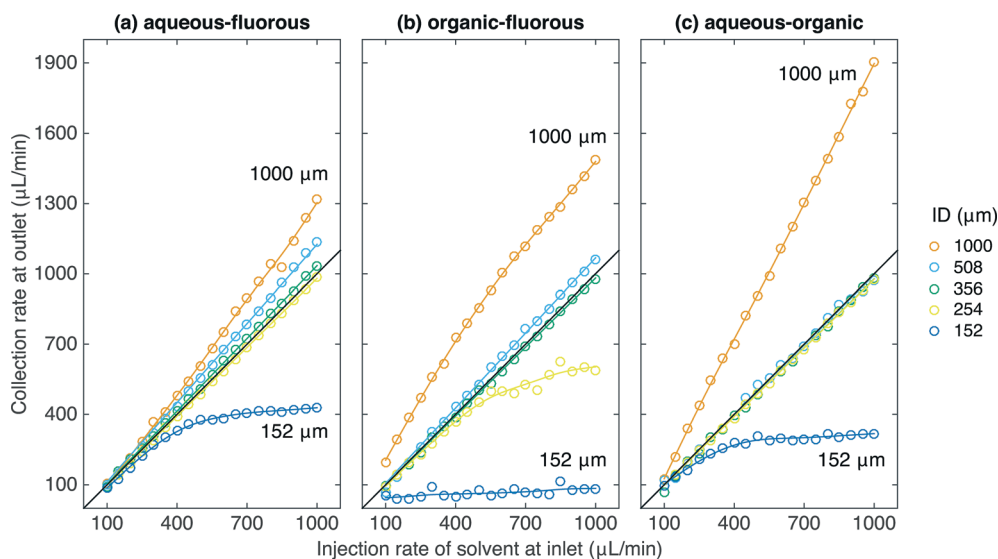 (a) aqueous-fluorous
(b) organic-fluorous
(c) aqueous-organic
Collection rate at outlet (μL/min)
1900
1600
1300
1000
700
400
100
1000 μm
152 μm
1000 μm
152 μm
1000 μm
152 μm
100 400 700 1000
100 400 700 1000
100 400 700 1000
Injection rate of solvent at inlet (μL/min)
ID (μm)
1000
508
356
254
152